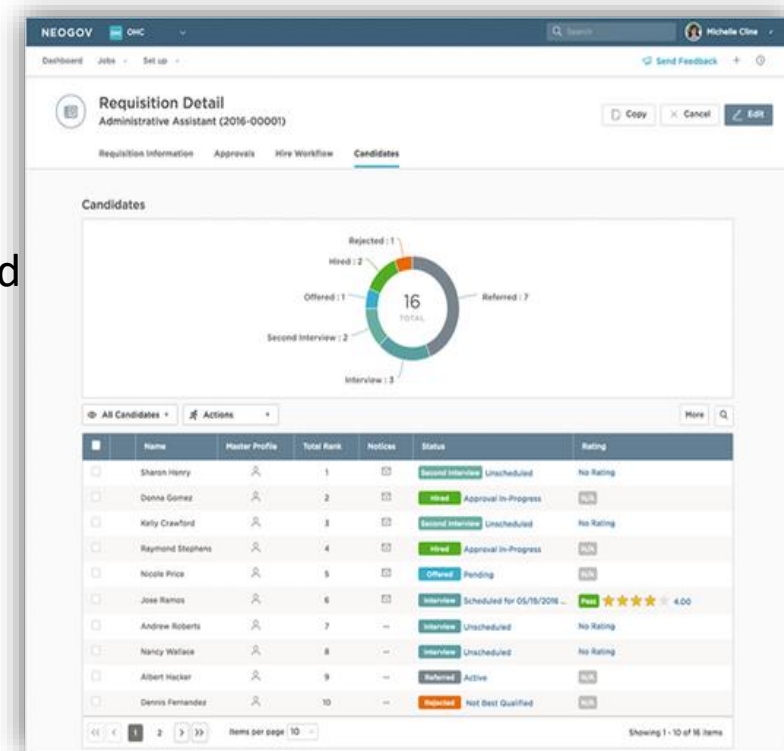 NEOGOV OHC Search Michelle Cline
Dashboard Jobs Set up Send Feedback +
Requisition Detail
Administrative Assistant (2016-00001)
Copy × Cancel Edit
Requisition Information Approvals Hire Workflow Candidates
d
Candidates
Rejected : 1
Hired : 2
Offered : 1
16
TOTAL
Referred : 7
Second Interview : 2
Interview : 3
All Candidates Actions More
Name Master Profile Total Rank Notices Status Rating
Sharon Henry 1 Second Interview Unscheduled No Rating
Donna Gomez 2 Hired Approval In-Progress N/A
Kelly Crawford 3 Second Interview Unscheduled No Rating
Raymond Stephens 4 Hired Approval In-Progress N/A
Nicole Price 5 Offered Pending N/A
Jose Ramos 6 Interview Scheduled for 05/19/2016 ... Pass 4.00
Andrew Roberts 7 -- Interview Unscheduled No Rating
Nancy Wallace 8 -- Interview Unscheduled No Rating
Albert Hacker 9 -- Referred Active N/A
Dennis Fernandez 10 -- Rejected Not Best Qualified N/A
1 2 Items per page 10 Showing 1 - 10 of 16 items